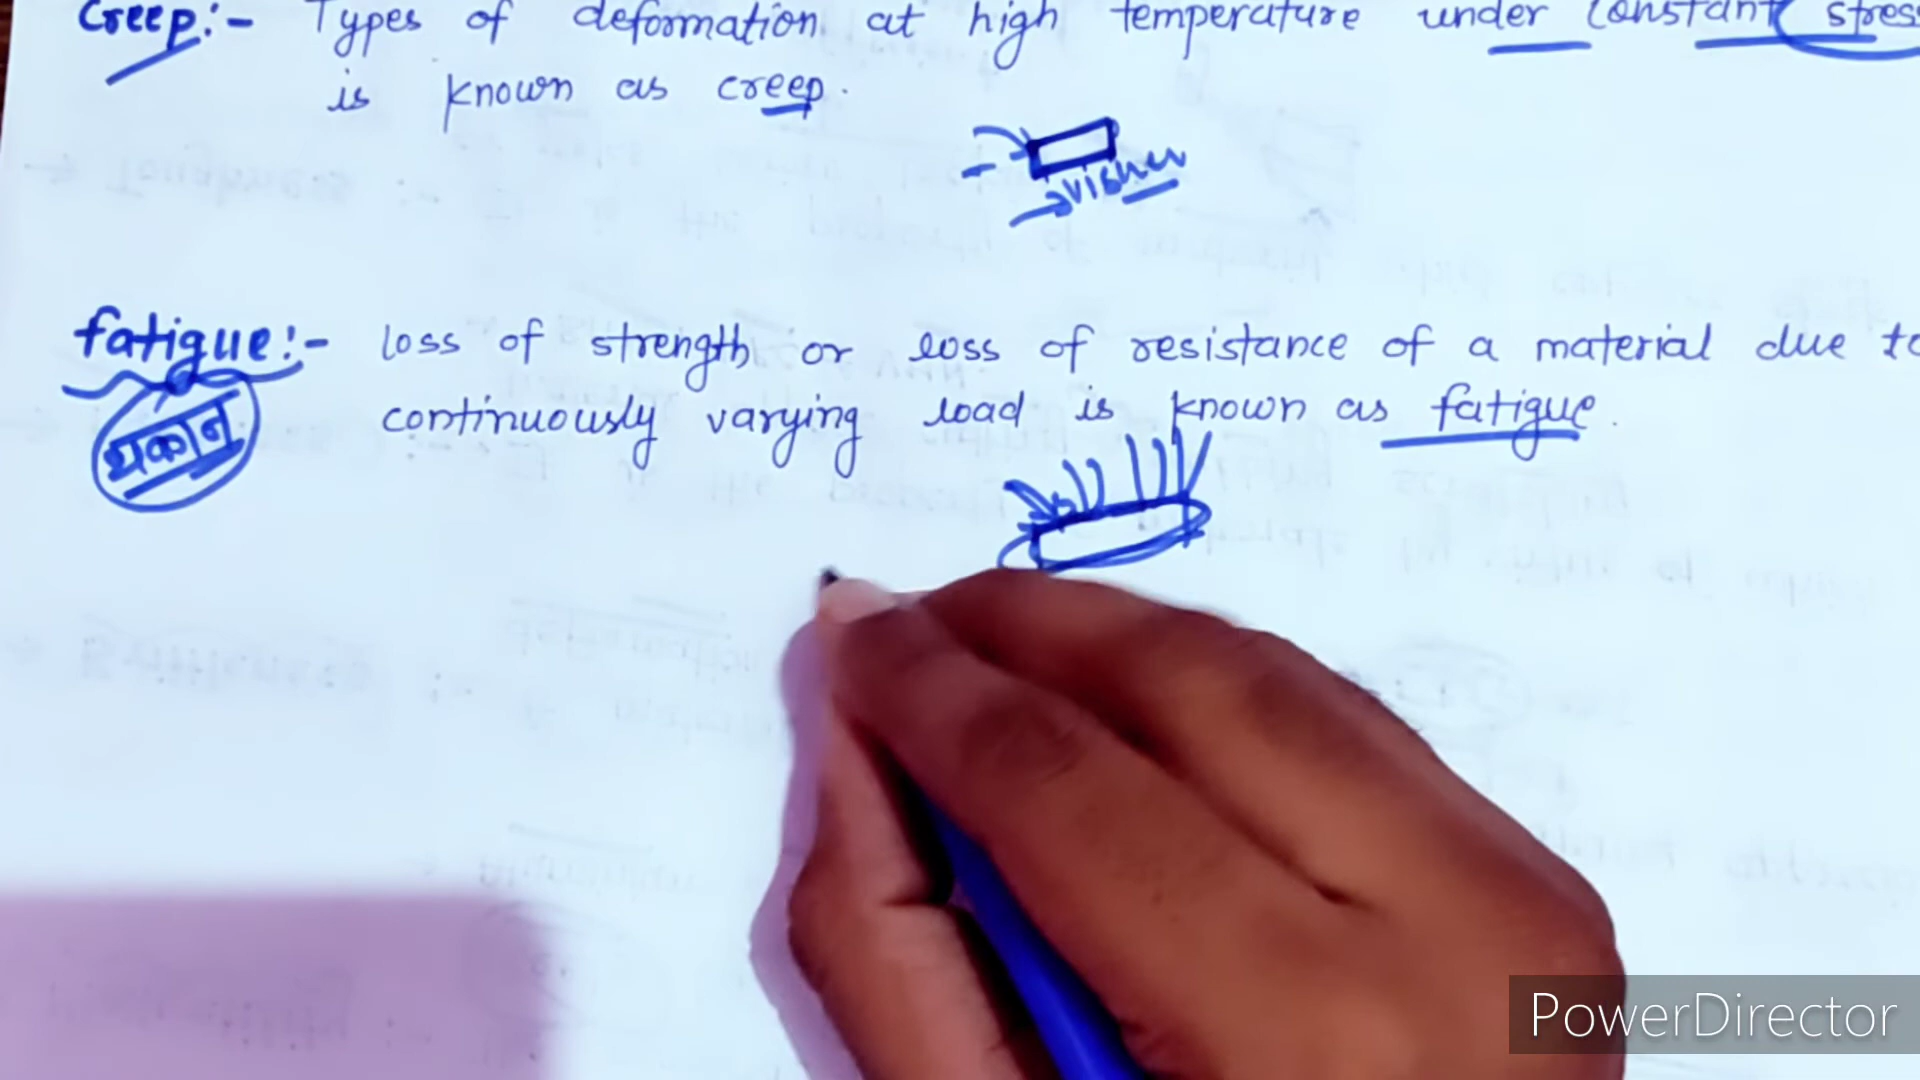 Creep:- Types of deformation at high temperature under constant stress
is known as creep.
fatigue:- loss of strength or loss of resistance of a material due to
continuously varying load is known as fatigue.
थकान
PowerDirector